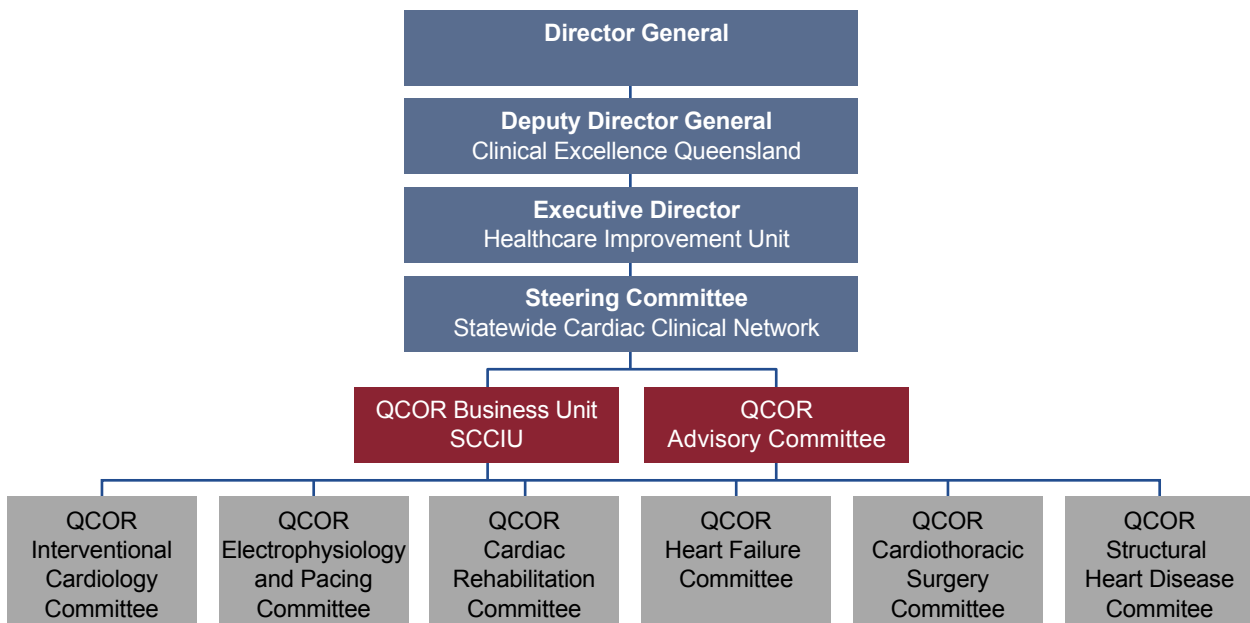 Director General
Deputy Director General
Clinical Excellence Queensland
Executive Director
Healthcare Improvement Unit
Steering Committee
Statewide Cardiac Clinical Network
QCOR Business Unit
SCCIU
QCOR
Advisory Committee
QCOR
Interventional
Cardiology
Committee
QCOR
Electrophysiology
and Pacing
Committee
QCOR
Cardiac
Rehabilitation
Committee
QCOR
Heart Failure
Committee
QCOR
Cardiothoracic
Surgery
Committee
QCOR
Structural
Heart Disease
Commitee